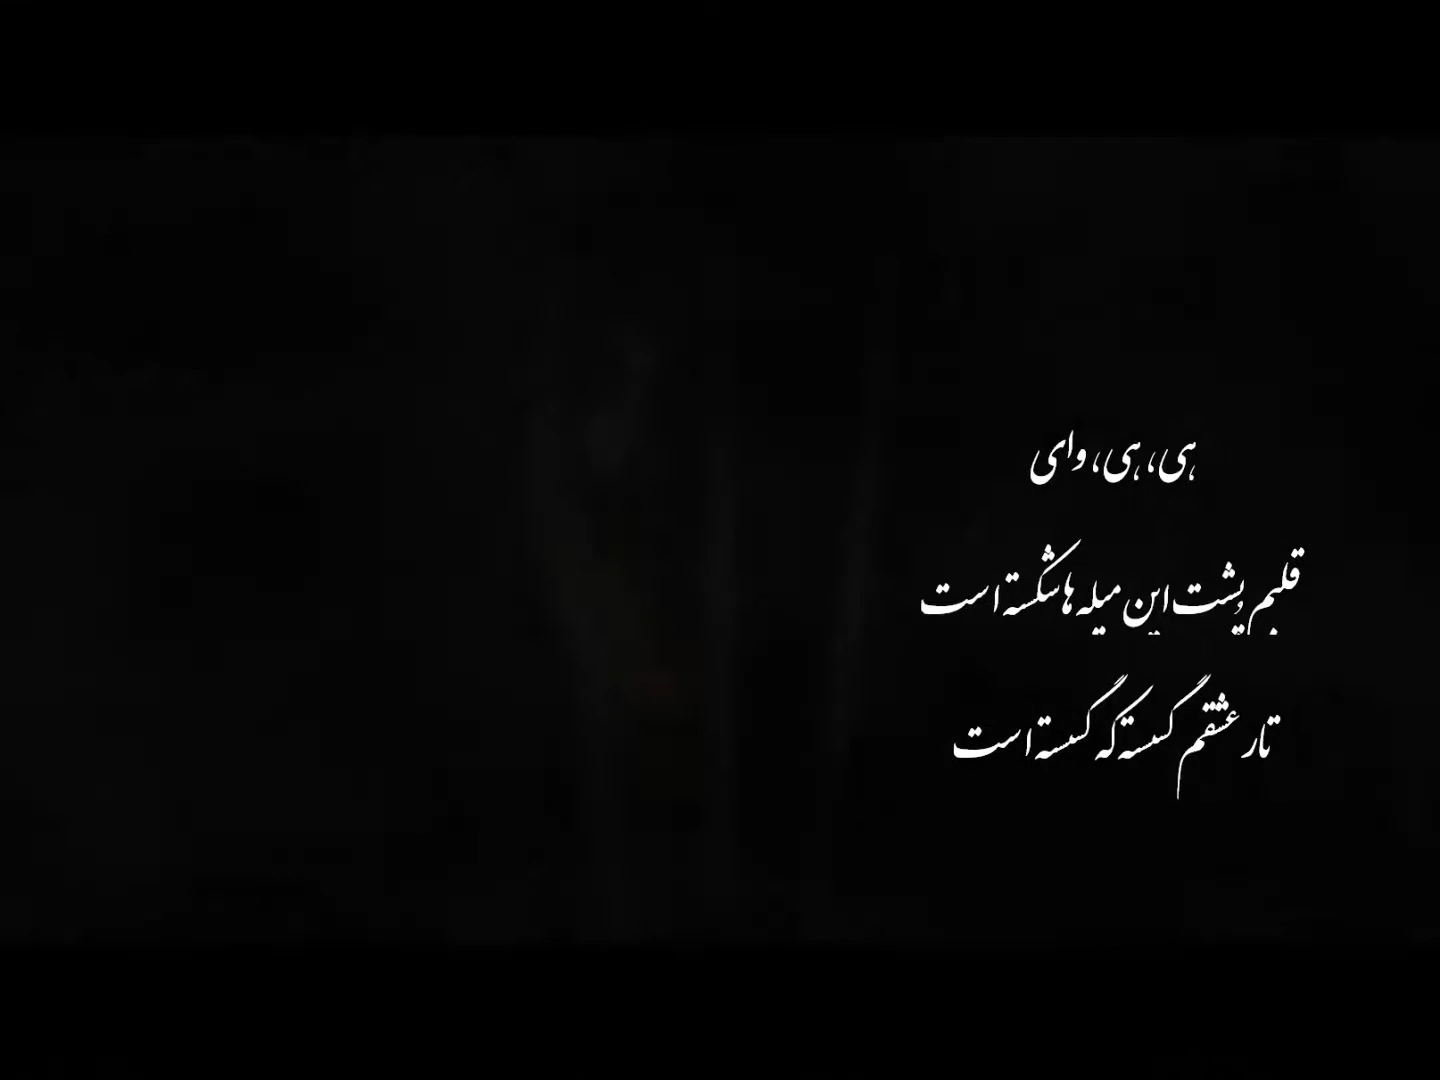 هی، هی، وای
قلبم پشت این میله ها شکسته است
تار عشقم گسسته که گسسته است